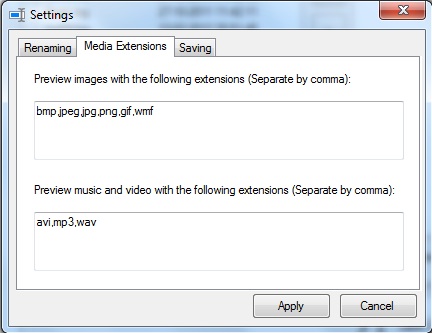 Settings
Renaming Media Extensions Saving
Preview images with the following extensions (Separate by comma):
bmp,jpeg,jpg,png,gif,wmf
Preview music and video with the following extensions (Separate by comma):
avi,mp3,wav
Apply Cancel